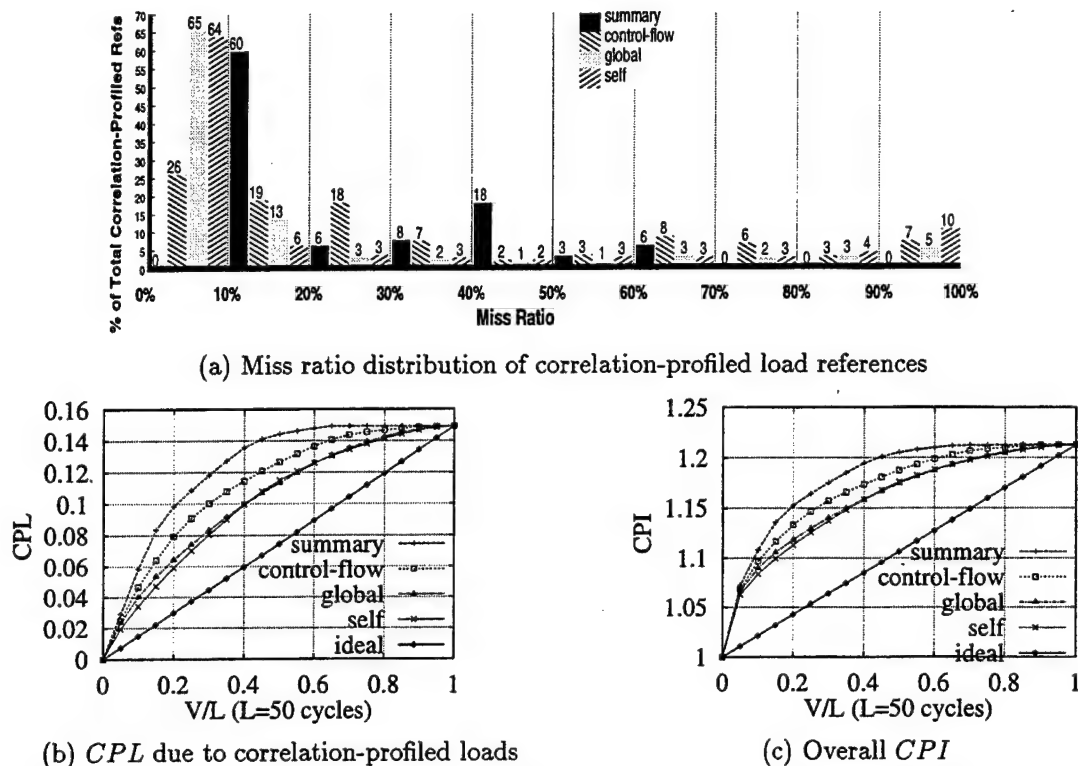 % of Total Correlation-Profiled Refs
70
65
60
55
50
45
40
35
30
25
20
15
10
5
0
summary
control-flow
global
self
0 26 65 64 60 19 13 6 6 18 3 3 8 7 2 3 18 2 1 2 3 3 1 3 6 8 3 3 0 6 2 3 0 3 3 4 0 7 5 10
0% 10% 20% 30% 40% 50% 60% 70% 80% 90% 100%
Miss Ratio
(a) Miss ratio distribution of correlation-profiled load references
CPL
0.16
0.14
0.12
0.1
0.08
0.06
0.04
0.02
0
summary
control-flow
global
self
ideal
0 0.2 0.4 0.6 0.8 1
V/L (L=50 cycles)
(b) CPL due to correlation-profiled loads
CPI
1.25
1.2
1.15
1.1
1.05
1
summary
control-flow
global
self
ideal
0 0.2 0.4 0.6 0.8 1
V/L (L=50 cycles)
(c) Overall CPI